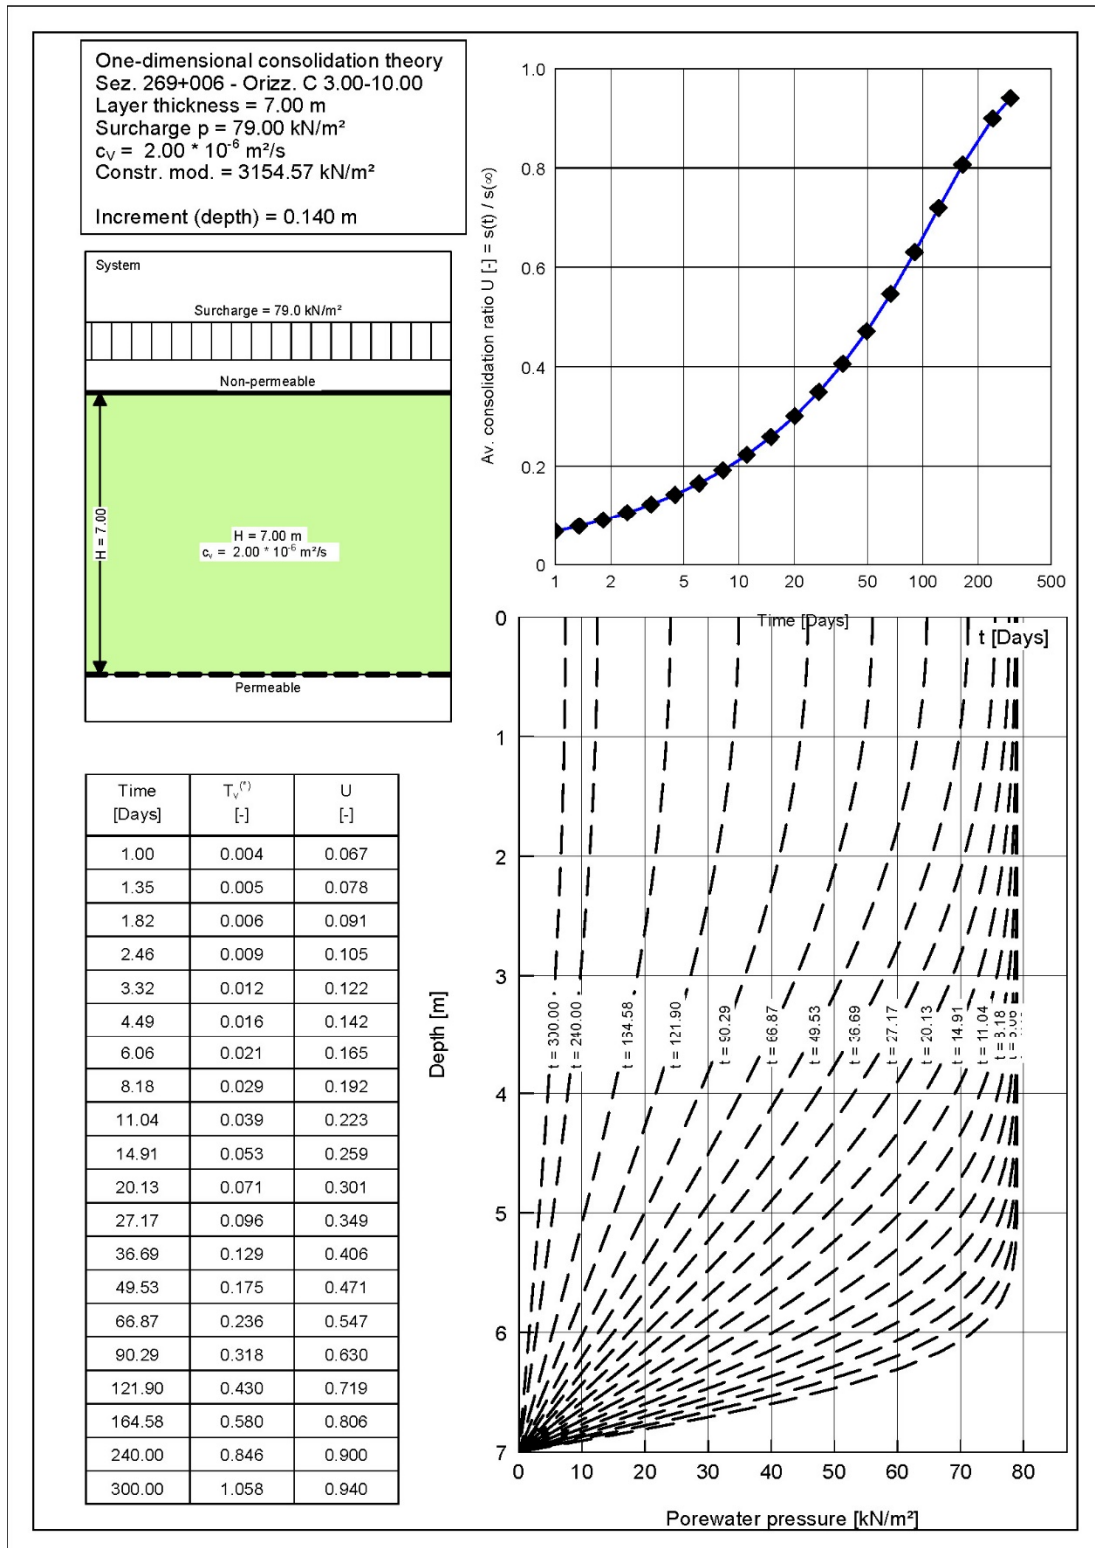 One-dimensional consolidation theory
Sez. 269+006 - Orizz. C 3.00-10.00
Layer thickness = 7.00 m
Surcharge p = 79.00 kN/m²
cᵥ = 2.00 * 10⁻⁶ m²/s
Constr. mod. = 3154.57 kN/m²
Increment (depth) = 0.140 m
System
Surcharge = 79.0 kN/m²
Non-permeable
H = 7.00
H = 7.00 m
cᵥ = 2.00 * 10⁻⁶ m²/s
Permeable
Av. consolidation ratio U [-] = s(t) / s(∞)
1.0
0.8
0.6
0.4
0.2
0
1 2 5 10 20 50 100 200 500
Time [Days]
Time [Days] Tᵥ⁽*⁾ [-] U [-]
1.00 0.004 0.067
1.35 0.005 0.078
1.82 0.006 0.091
2.46 0.009 0.105
3.32 0.012 0.122
4.49 0.016 0.142
6.06 0.021 0.165
8.18 0.029 0.192
11.04 0.039 0.223
14.91 0.053 0.259
20.13 0.071 0.301
27.17 0.096 0.349
36.69 0.129 0.406
49.53 0.175 0.471
66.87 0.236 0.547
90.29 0.318 0.630
121.90 0.430 0.719
164.58 0.580 0.806
240.00 0.846 0.900
300.00 1.058 0.940
t [Days]
Depth [m]
0
1
2
3
4
5
6
7
t = 300.00
t = 240.00
t = 164.58
t = 121.90
t = 90.29
t = 66.87
t = 49.53
t = 36.69
t = 27.17
t = 20.13
t = 14.91
t = 11.04
t = 8.18
t = 6.06
0 10 20 30 40 50 60 70 80
Porewater pressure [kN/m²]